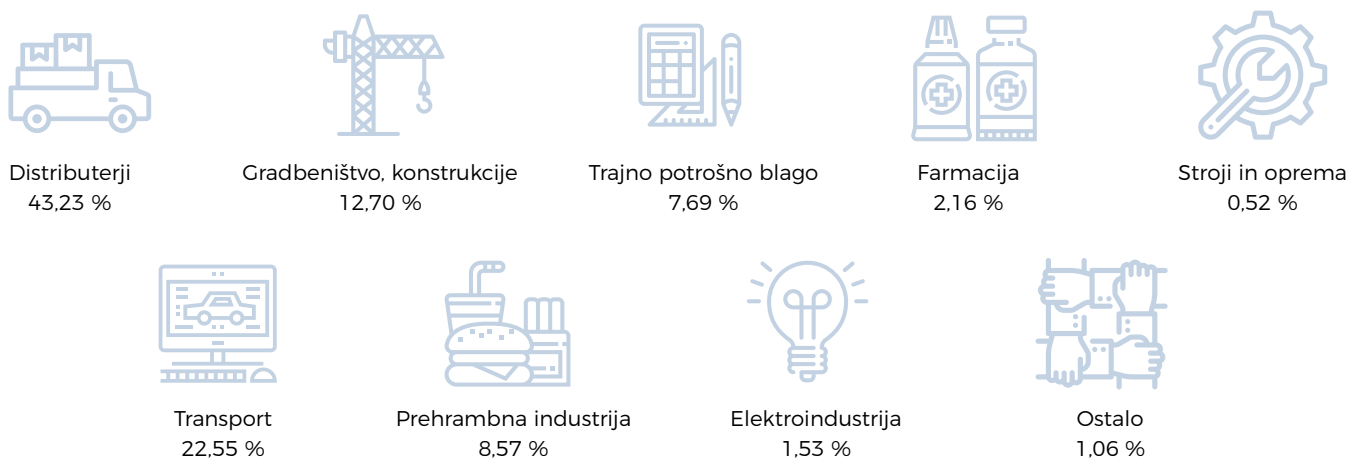 Distributerji
43,23 %
Gradbeništvo, konstrukcije
12,70 %
Trajno potrošno blago
7,69 %
Farmacija
2,16 %
Stroji in oprema
0,52 %
Transport
22,55 %
Prehrambna industrija
8,57 %
Elektroindustrija
1,53 %
Ostalo
1,06 %